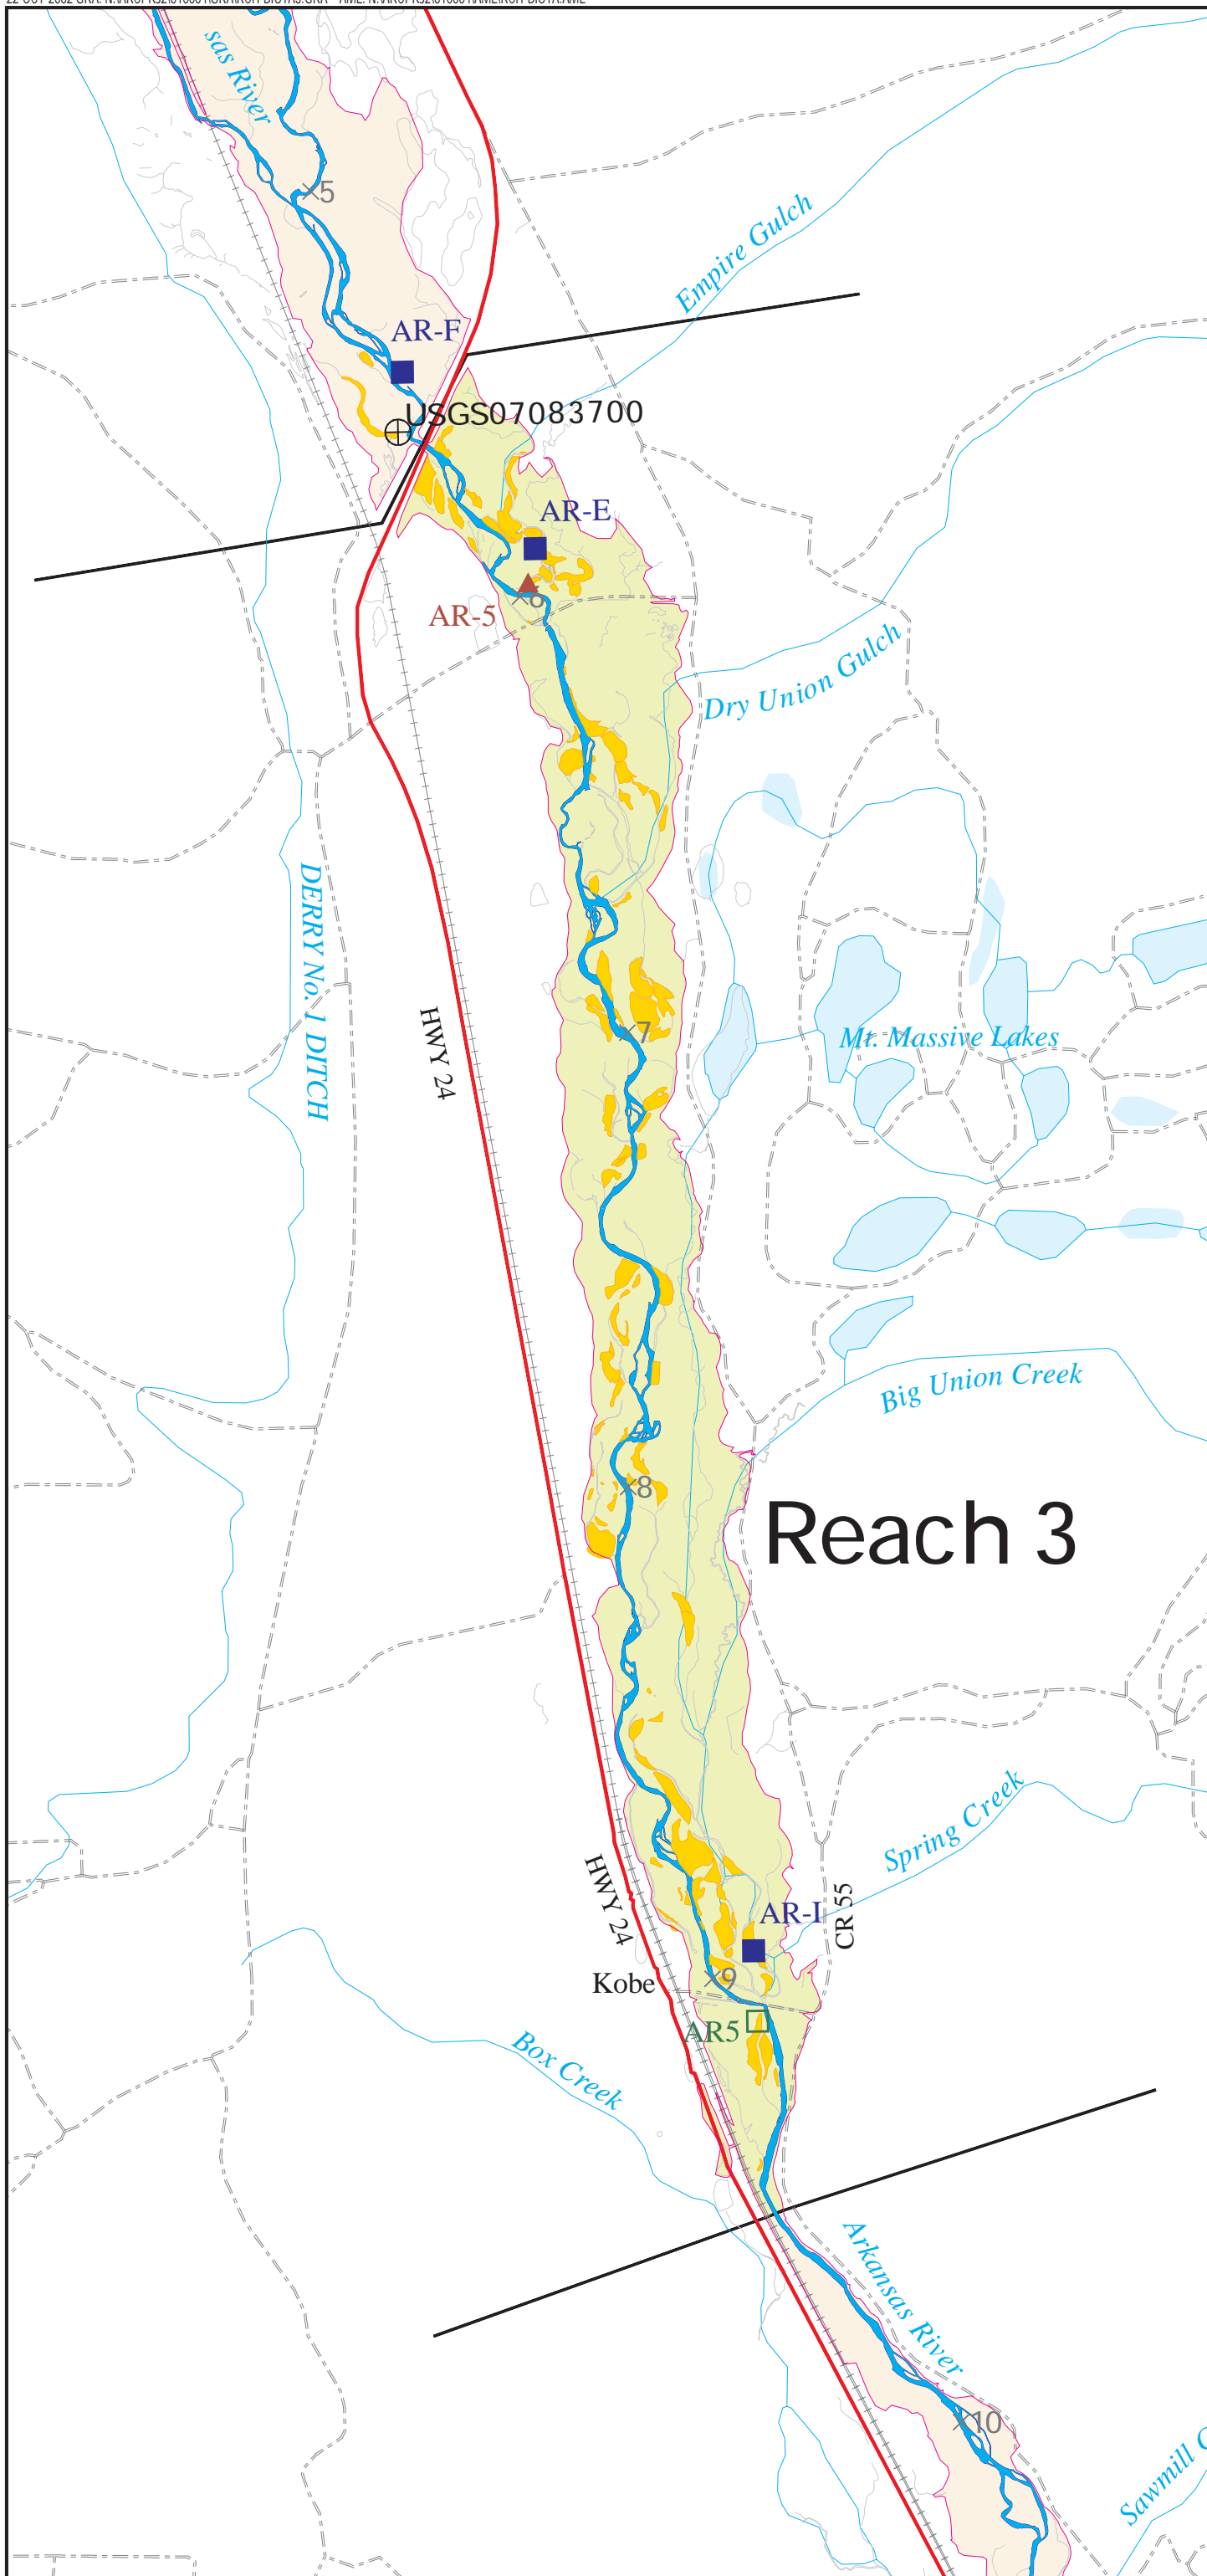 sas River
5
Empire Gulch
AR-F
USGS07083700
AR-E
6
AR-5
Dry Union Gulch
DERRY No. 1 DITCH
HWY 24
7
Mt. Massive Lakes
Big Union Creek
8
Reach 3
Spring Creek
HWY 24
AR-I
CR 55
9
Kobe
AR5
Box Creek
Arkansas River
10
Sawmill C